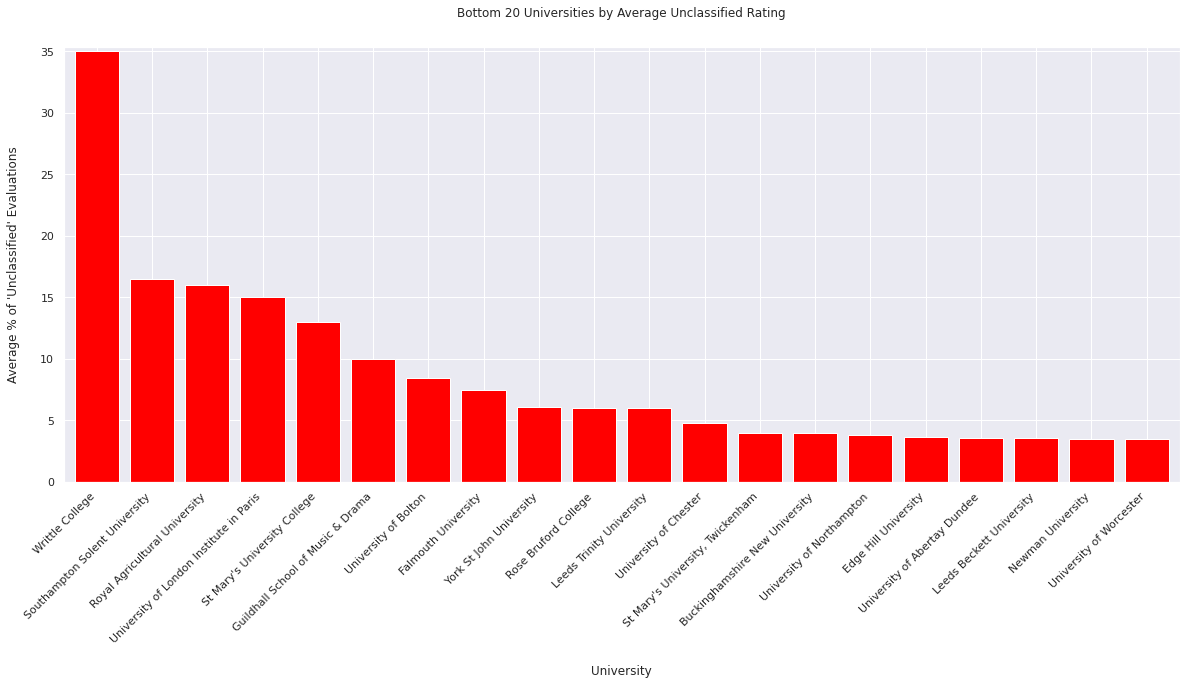 Bottom 20 Universities by Average Unclassified Rating
Average % of 'Unclassified' Evaluations
35
30
25
20
15
10
5
0
Writtle College
Southampton Solent University
Royal Agricultural University
University of London Institute in Paris
St Mary's University College
Guildhall School of Music & Drama
University of Bolton
Falmouth University
York St John University
Rose Bruford College
Leeds Trinity University
University of Chester
St Mary's University, Twickenham
Buckinghamshire New University
University of Northampton
Edge Hill University
University of Abertay Dundee
Leeds Beckett University
Newman University
University of Worcester
University